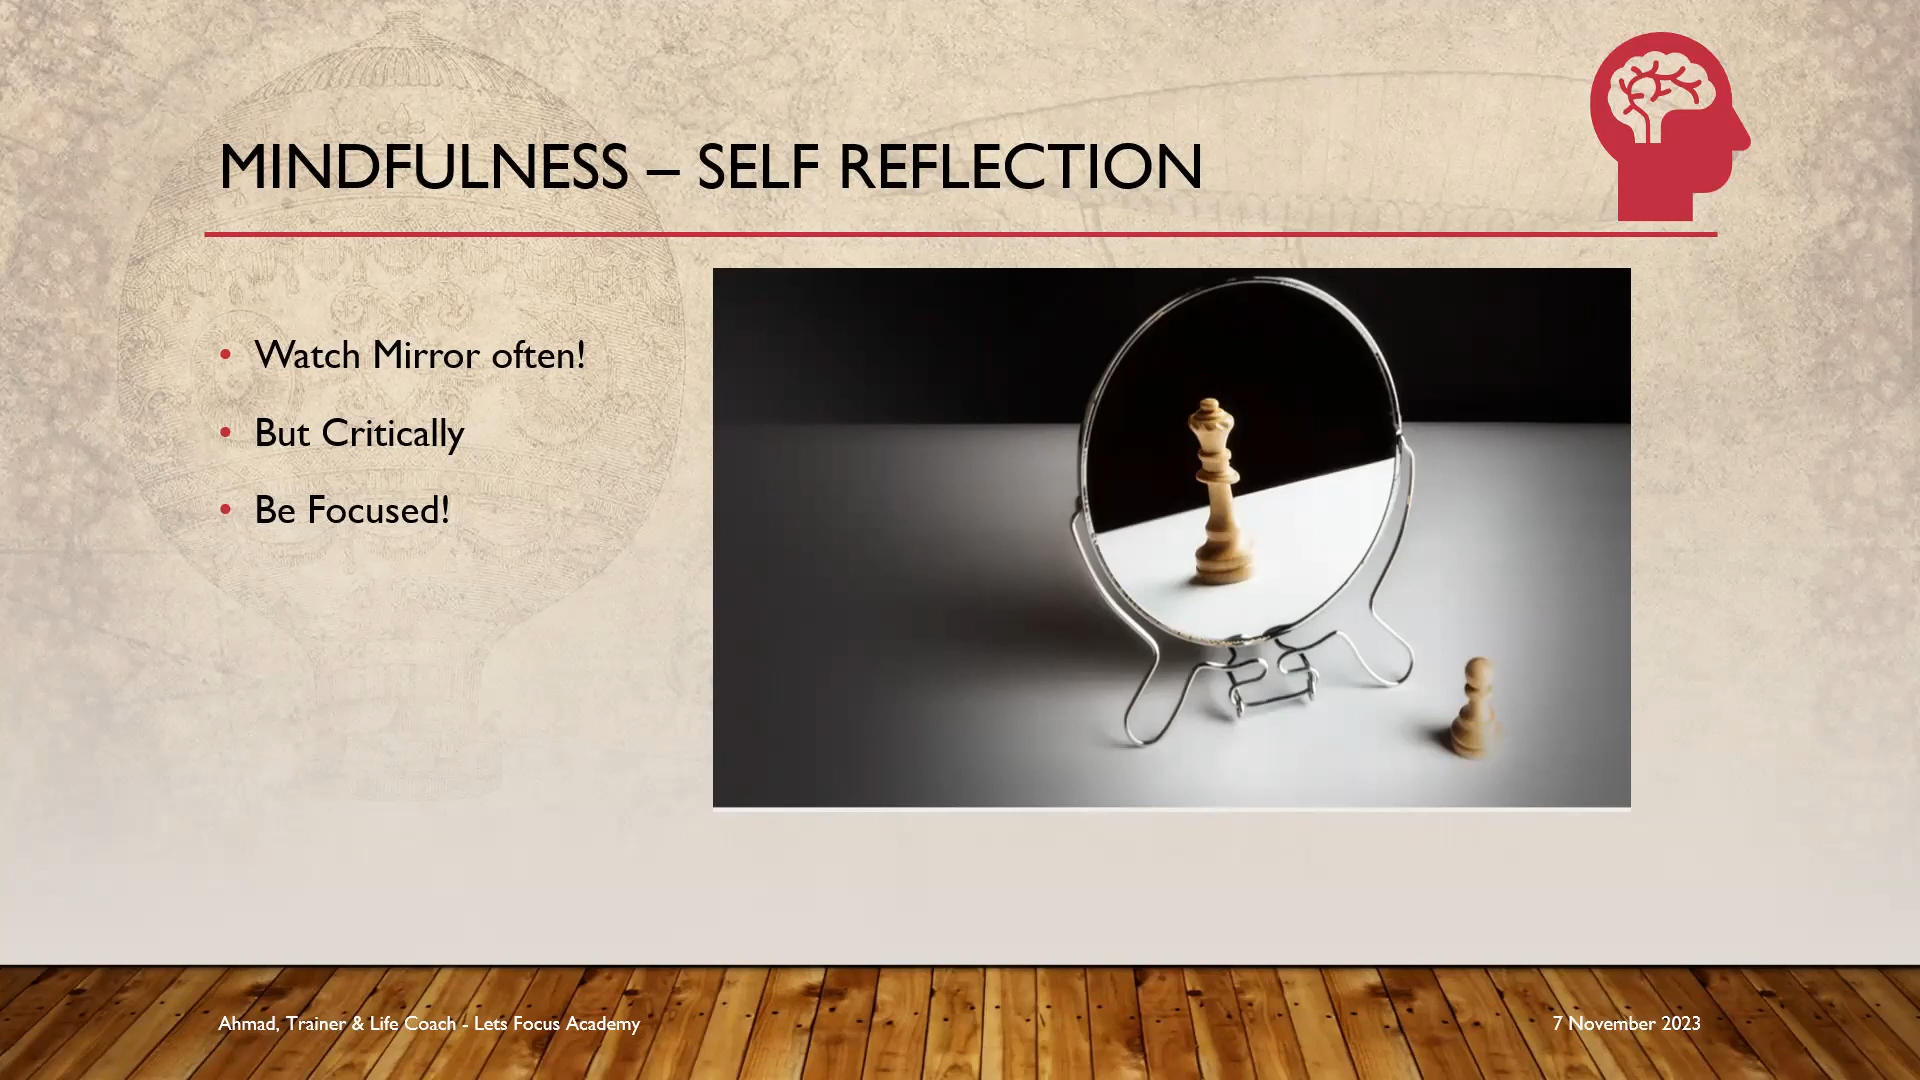 MINDFULNESS – SELF REFLECTION
Watch Mirror often!
But Critically
Be Focused!
Ahmad, Trainer & Life Coach - Lets Focus Academy
7 November 2023